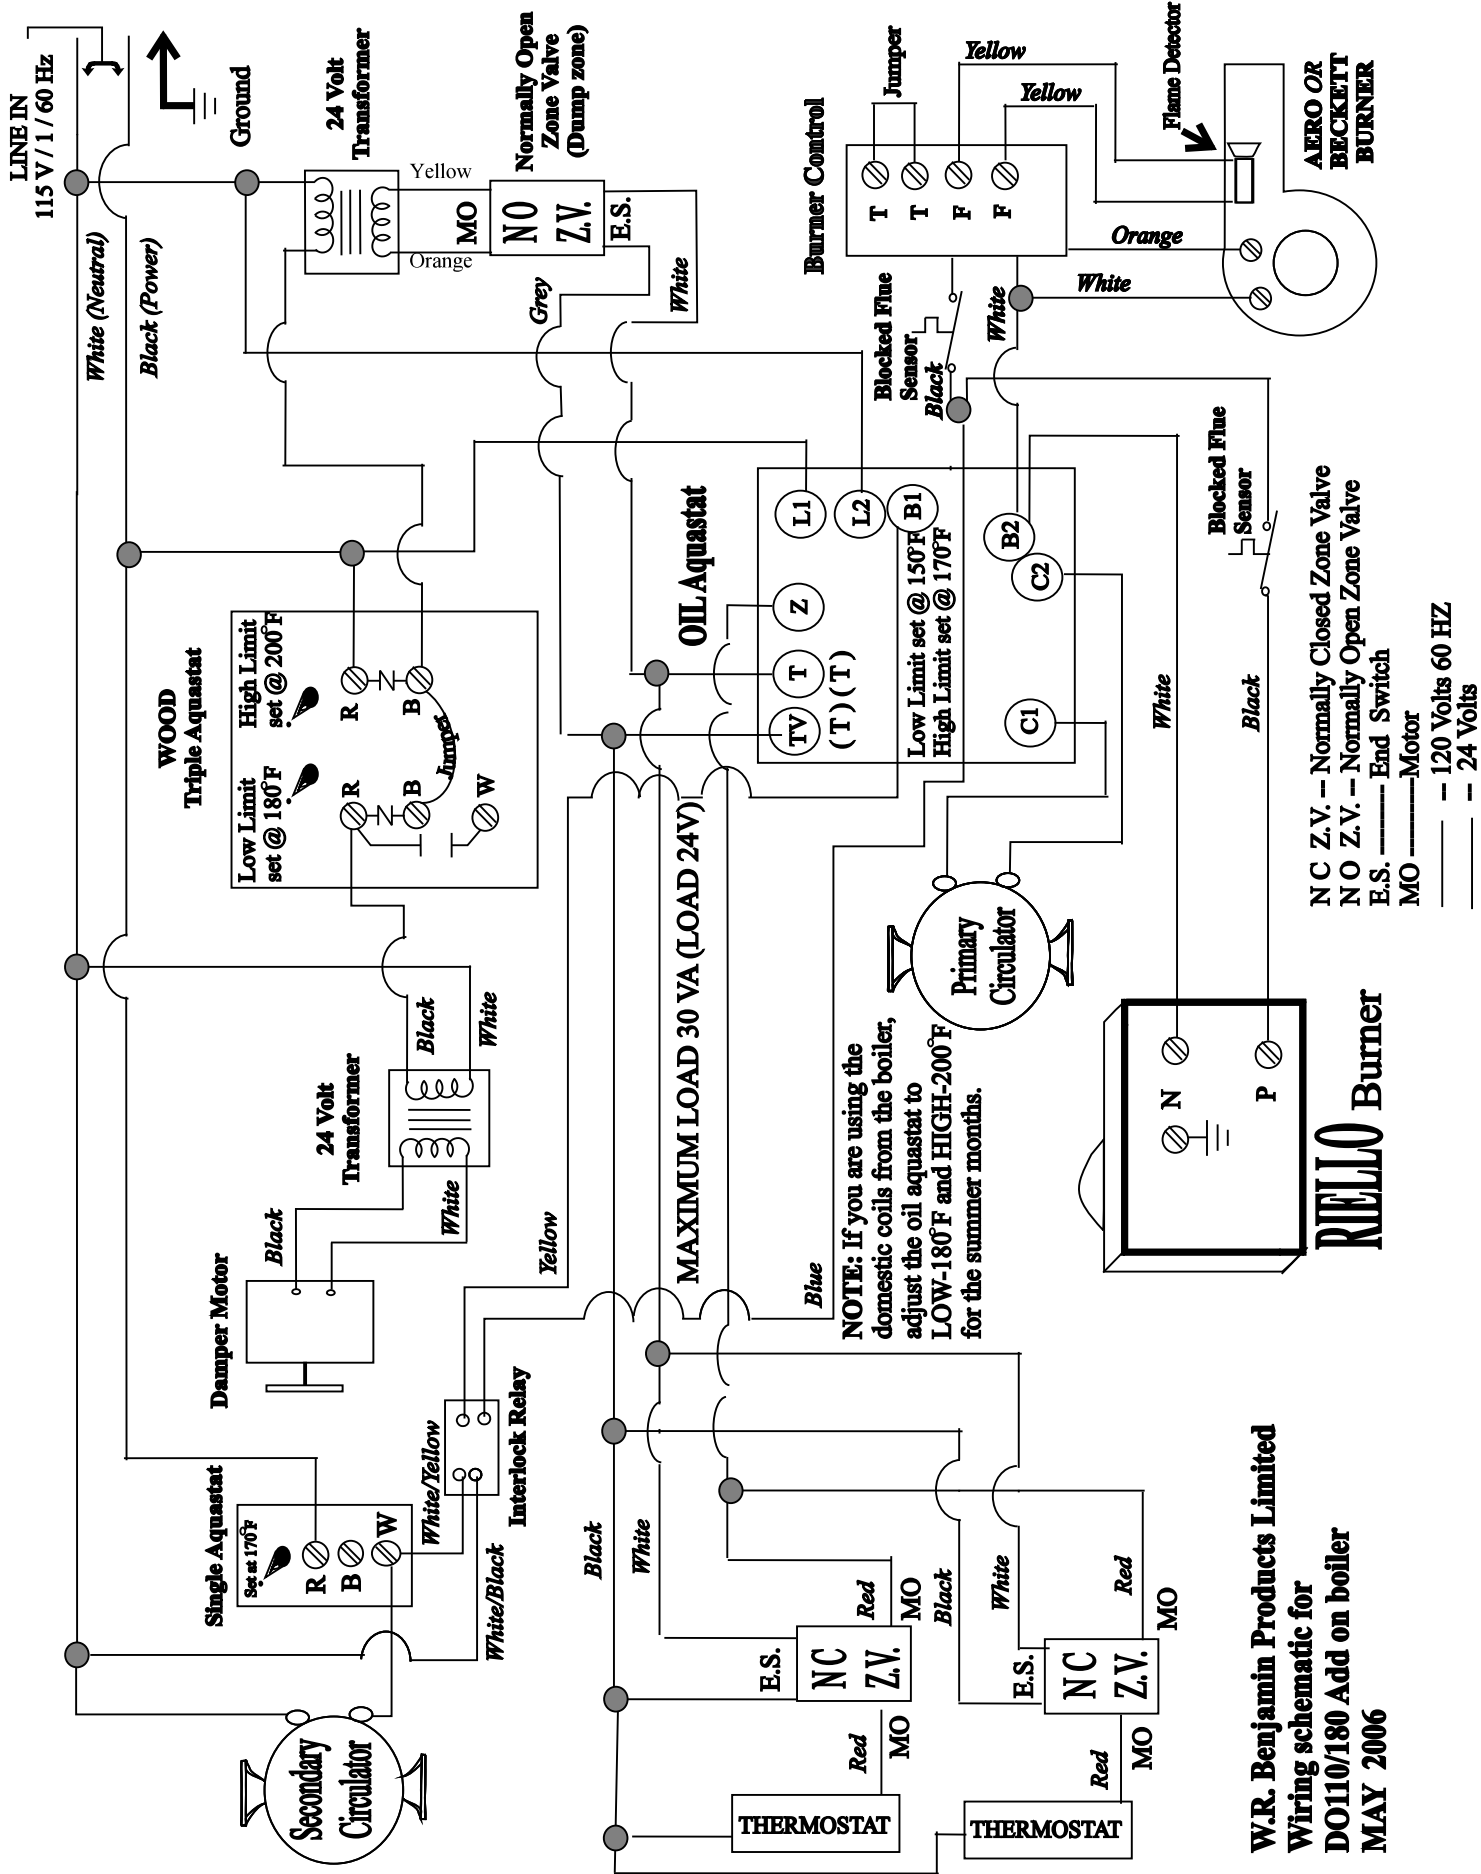 LINE IN
115 V / 1 / 60 Hz
White (Neutral)
Black (Power)
Ground
24 Volt
Transformer
Yellow
Orange
Normally Open
Zone Valve
(Dump zone)
MO
N O
Z.V.
E.S.
Grey
White
Burner Control
Jumper
T
T
F
F
Yellow
Yellow
Flame Detector
AERO OR
BECKETT
BURNER
Orange
White
White
Blocked Flue
Sensor
Black
Blocked Flue
Sensor
WOOD
Triple Aquastat
High Limit
set @ 200°F
Low Limit
set @ 180°F
R
B
R
B
W
Jumper
OIL Aquastat
L1
L2
B1
B2
C2
C1
Z
T
TV
( T ) ( T )
Low Limit set @ 150°F
High Limit set @ 170°F
MAXIMUM LOAD 30 VA (LOAD 24V)
White
Black
N C Z.V. -- Normally Closed Zone Valve
N O Z.V. -- Normally Open Zone Valve
E.S. -------- End Switch
MO ---------Motor
-- 120 Volts 60 HZ
-- 24 Volts
Primary
Circulator
NOTE: If you are using the
domestic coils from the boiler,
adjust the oil aquastat to
LOW-180°F and HIGH-200°F
for the summer months.
N
P
RIELLO Burner
24 Volt
Transformer
Black
White
Black
White
Damper Motor
Yellow
Blue
Interlock Relay
White/Yellow
White/Black
Single Aquastat
Set at 170°F
R
B
W
Secondary
Circulator
Black
White
E.S.
N C
Z.V.
Red
MO
Red
MO
THERMOSTAT
Black
White
Red
E.S.
N C
Z.V.
MO
Red
MO
THERMOSTAT
W.R. Benjamin Products Limited
Wiring schematic for
DO110/180 Add on boiler
MAY 2006